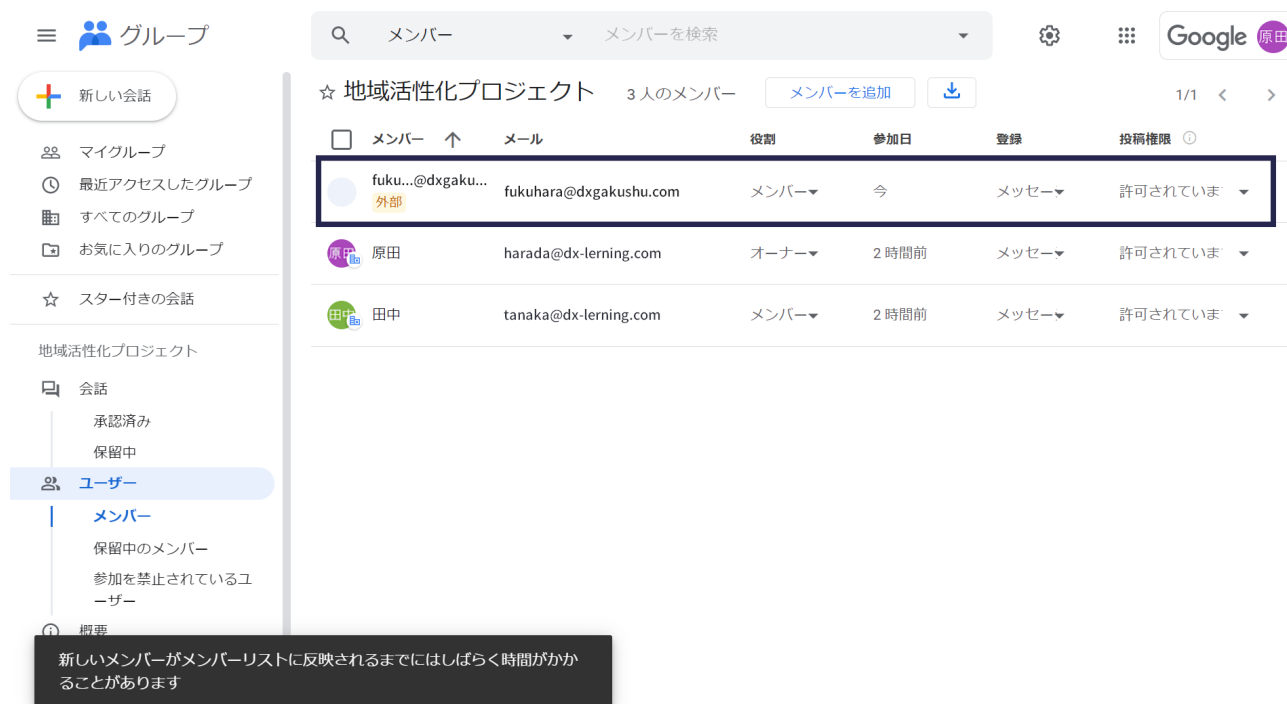 グループ
メンバー
メンバーを検索
Google
原田
新しい会話
マイグループ
最近アクセスしたグループ
すべてのグループ
お気に入りのグループ
スター付きの会話
地域活性化プロジェクト
会話
承認済み
保留中
ユーザー
メンバー
保留中のメンバー
参加を禁止されているユ
ーザー
概要
地域活性化プロジェクト 3 人のメンバー メンバーを追加 1/1
メンバー メール 役割 参加日 登録 投稿権限
fuku...@dxgaku...
外部
fukuhara@dxgakushu.com メンバー 今 メッセー 許可されていま
原田 原田 harada@dx-lerning.com オーナー 2 時間前 メッセー 許可されていま
田中 田中 tanaka@dx-lerning.com メンバー 2 時間前 メッセー 許可されていま
新しいメンバーがメンバーリストに反映されるまでにはしばらく時間がかか
ることがあります